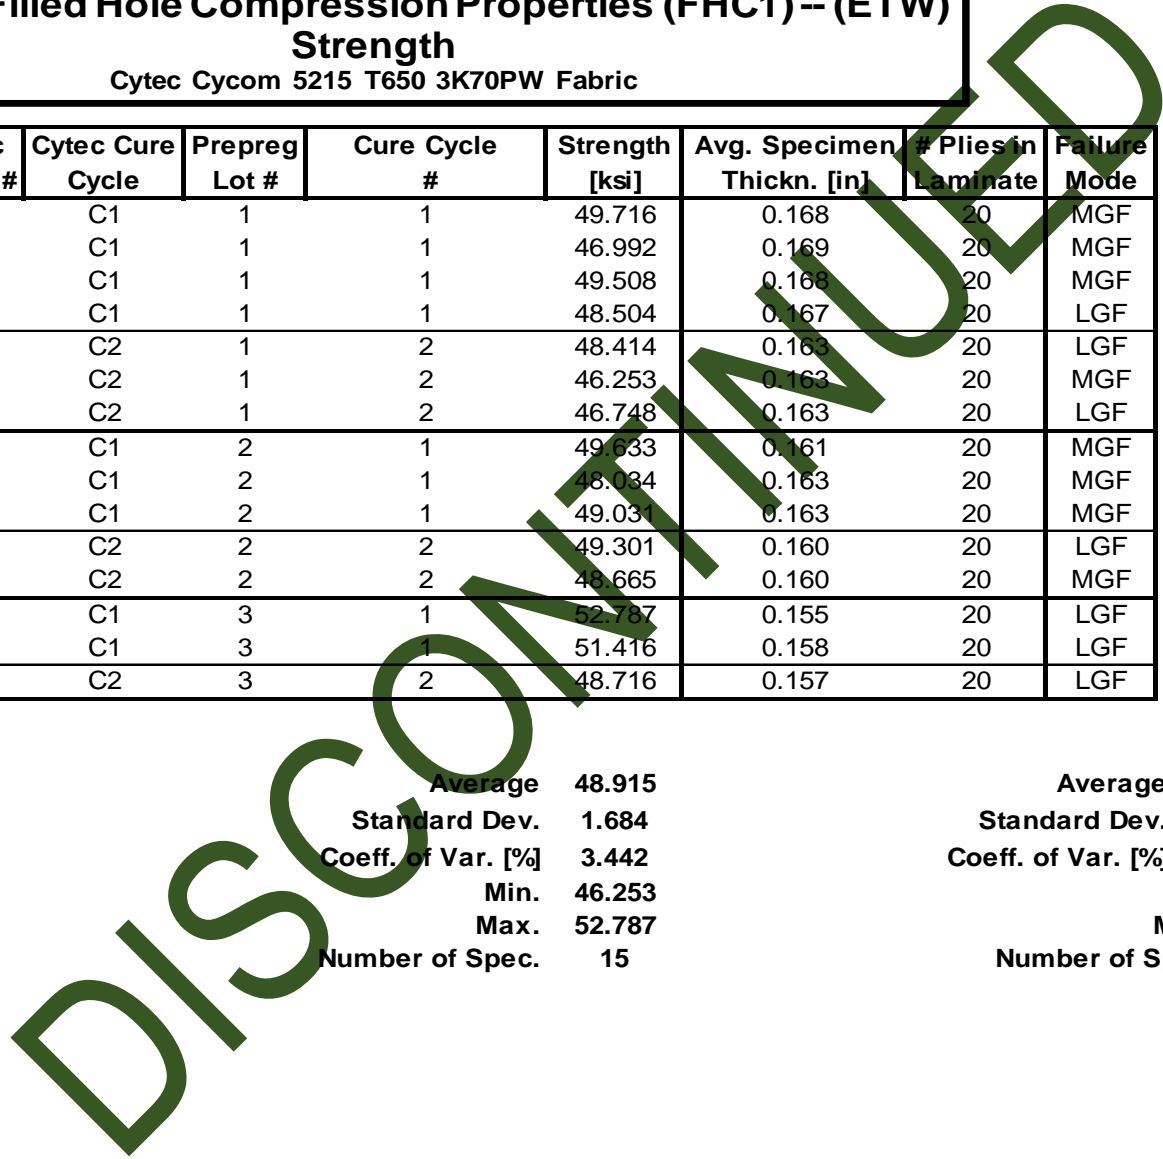 Filled Hole Compression Properties (FHC1) -- (ETW)
Strength
Cytec Cycom 5215 T650 3K70PW Fabric
c Cytec Cure Prepreg Cure Cycle Strength Avg. Specimen # Plies in Failure
# Cycle Lot # # [ksi] Thickn. [in] Laminate Mode
C1 1 1 49.716 0.168 20 MGF
C1 1 1 46.992 0.169 20 MGF
C1 1 1 49.508 0.168 20 MGF
C1 1 1 48.504 0.167 20 LGF
C2 1 2 48.414 0.163 20 LGF
C2 1 2 46.253 0.163 20 MGF
C2 1 2 46.748 0.163 20 LGF
C1 2 1 49.633 0.161 20 MGF
C1 2 1 48.034 0.163 20 MGF
C1 2 1 49.031 0.163 20 MGF
C2 2 2 49.301 0.160 20 LGF
C2 2 2 48.665 0.160 20 MGF
C1 3 1 52.787 0.155 20 LGF
C1 3 1 51.416 0.158 20 LGF
C2 3 2 48.716 0.157 20 LGF
Average 48.915 Average
Standard Dev. 1.684 Standard Dev.
Coeff. of Var. [%] 3.442 Coeff. of Var. [%]
Min. 46.253
Max. 52.787 M
Number of Spec. 15 Number of S
DISCONTINUED